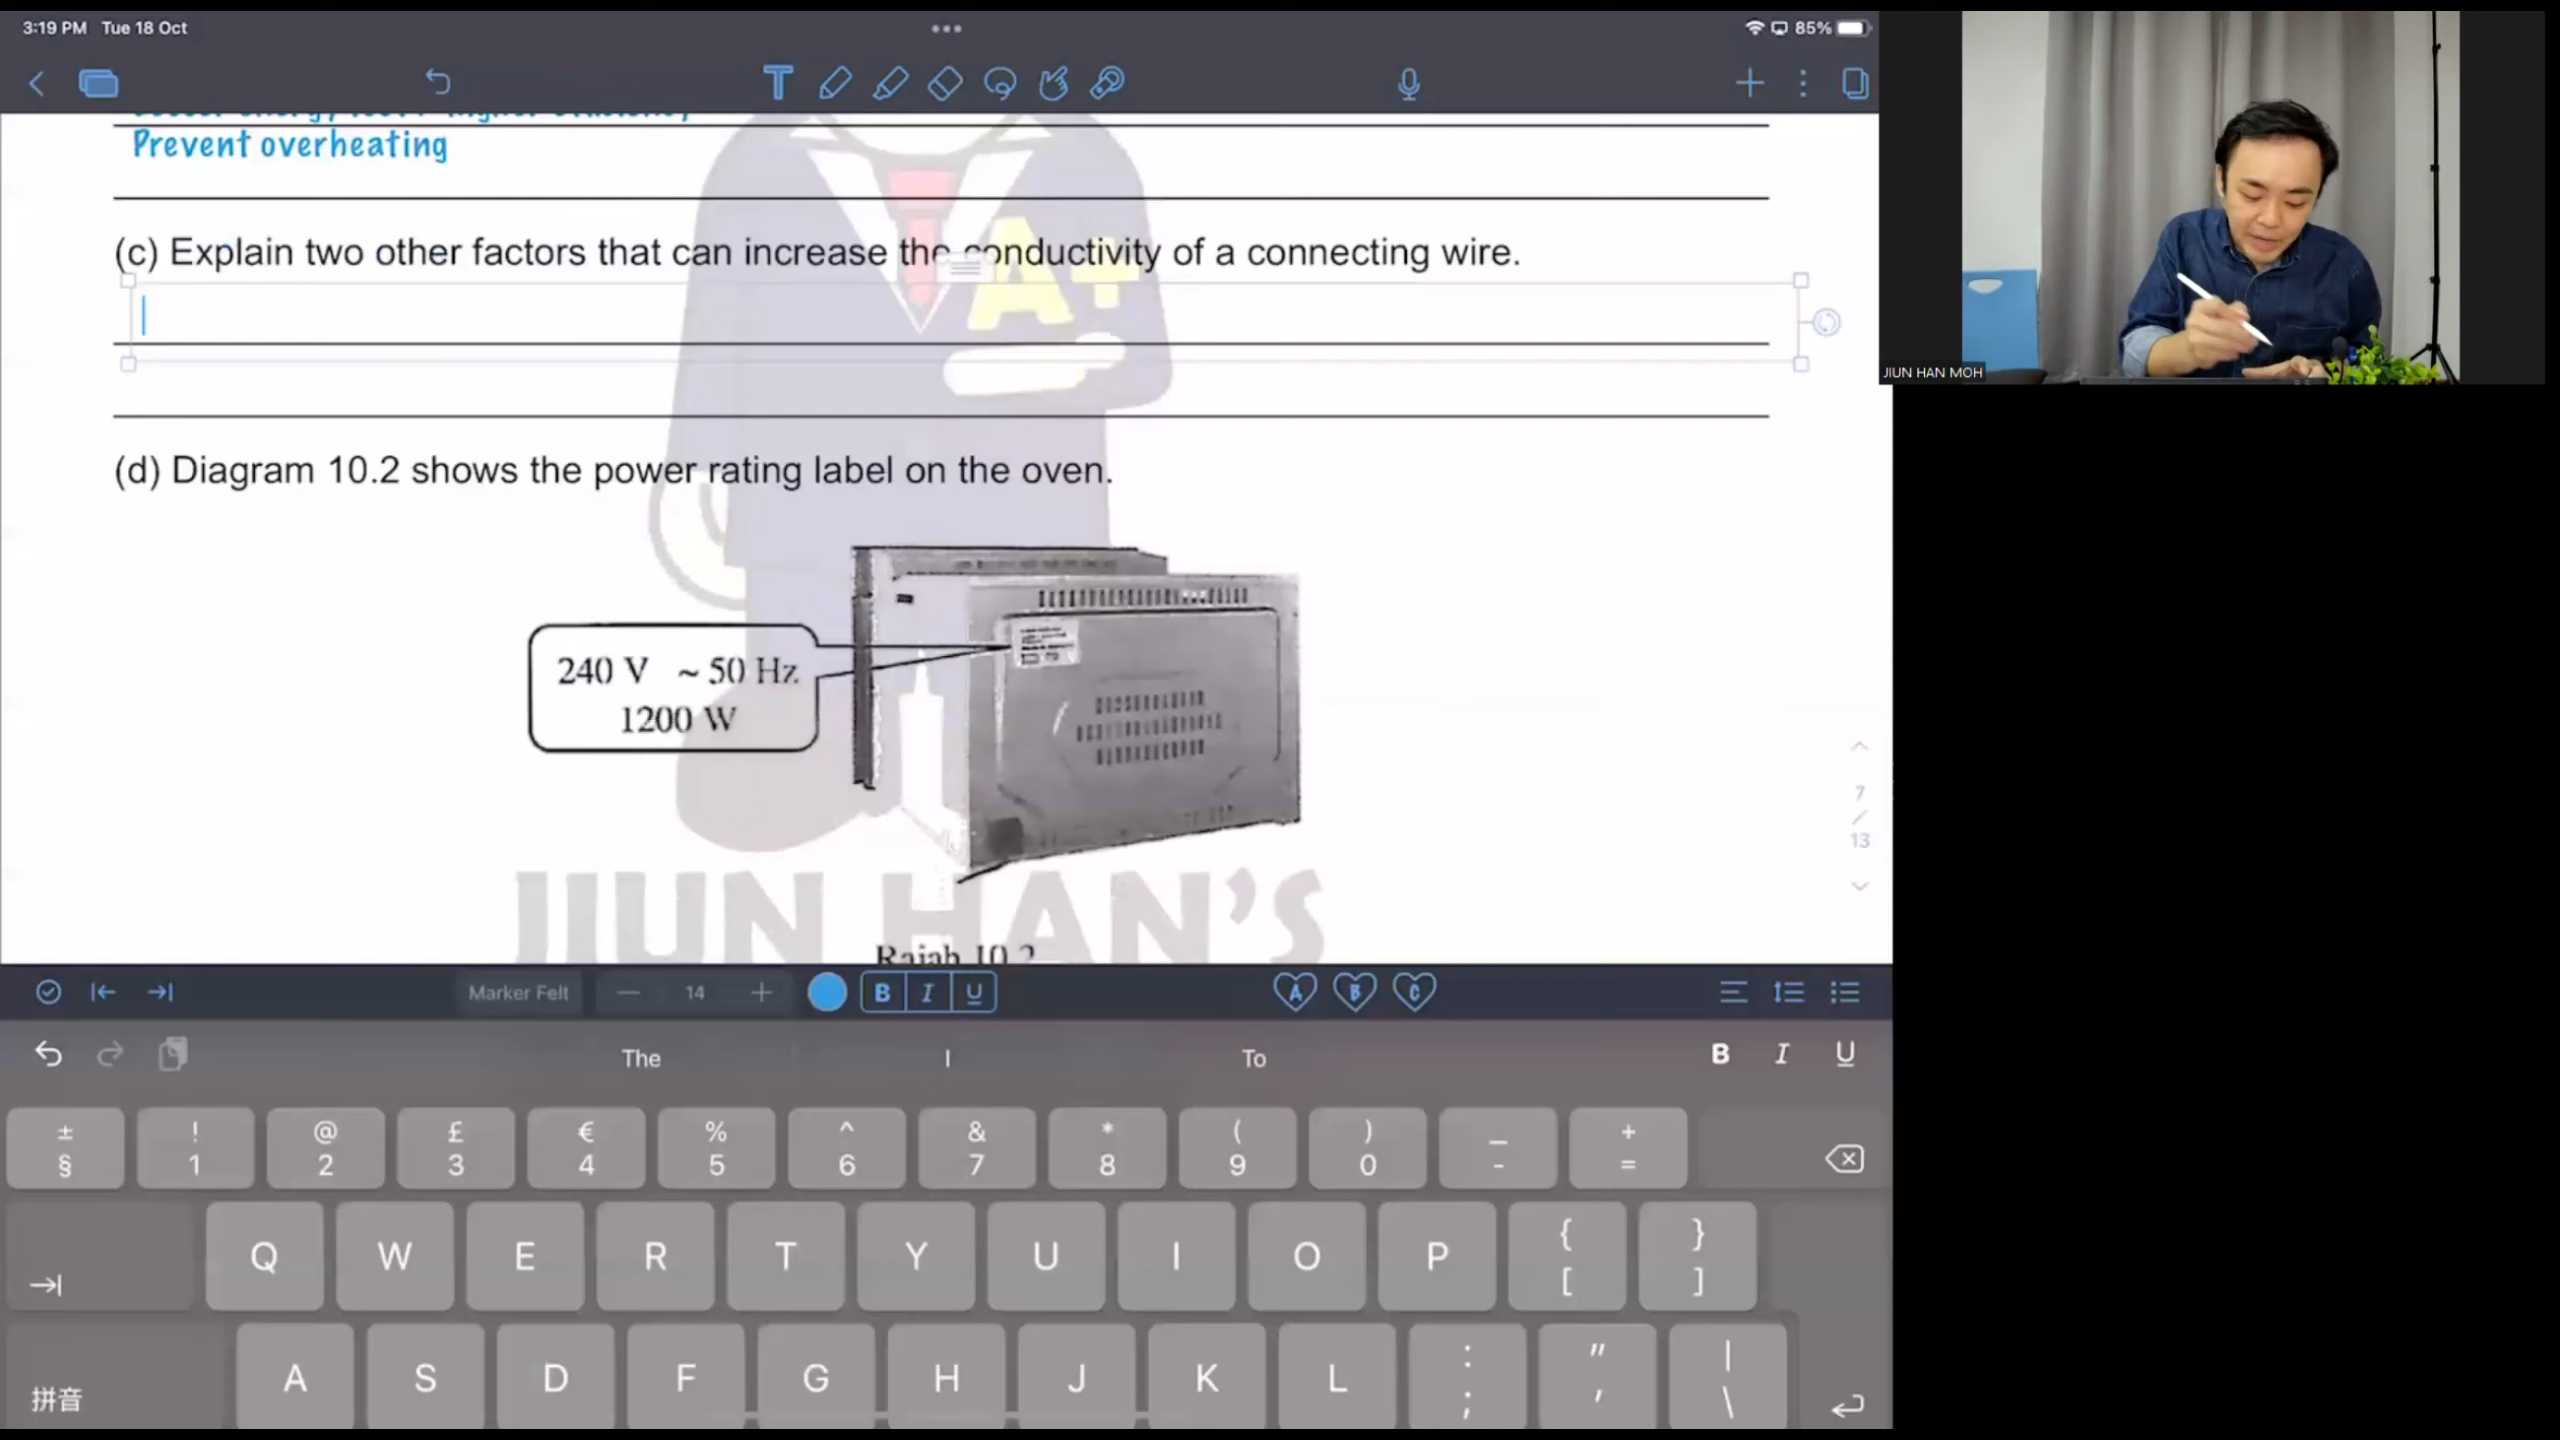 3:19 PM Tue 18 Oct
85%
Prevent overheating
(c) Explain two other factors that can increase the conductivity of a connecting wire.
A+
(d) Diagram 10.2 shows the power rating label on the oven.
240 V ~ 50 Hz
1200 W
JIUN HAN'S
Rajah 10.2
7
/
13
JIUN HAN MOH
Marker Felt
14
B I U
A B C
The I To
B I U
± ! @ £ € % ^ & * ( ) _ +
§ 1 2 3 4 5 6 7 8 9 0 - =
Q W E R T Y U I O P { }
[ ]
A S D F G H J K L : " |
; ' \
拼音